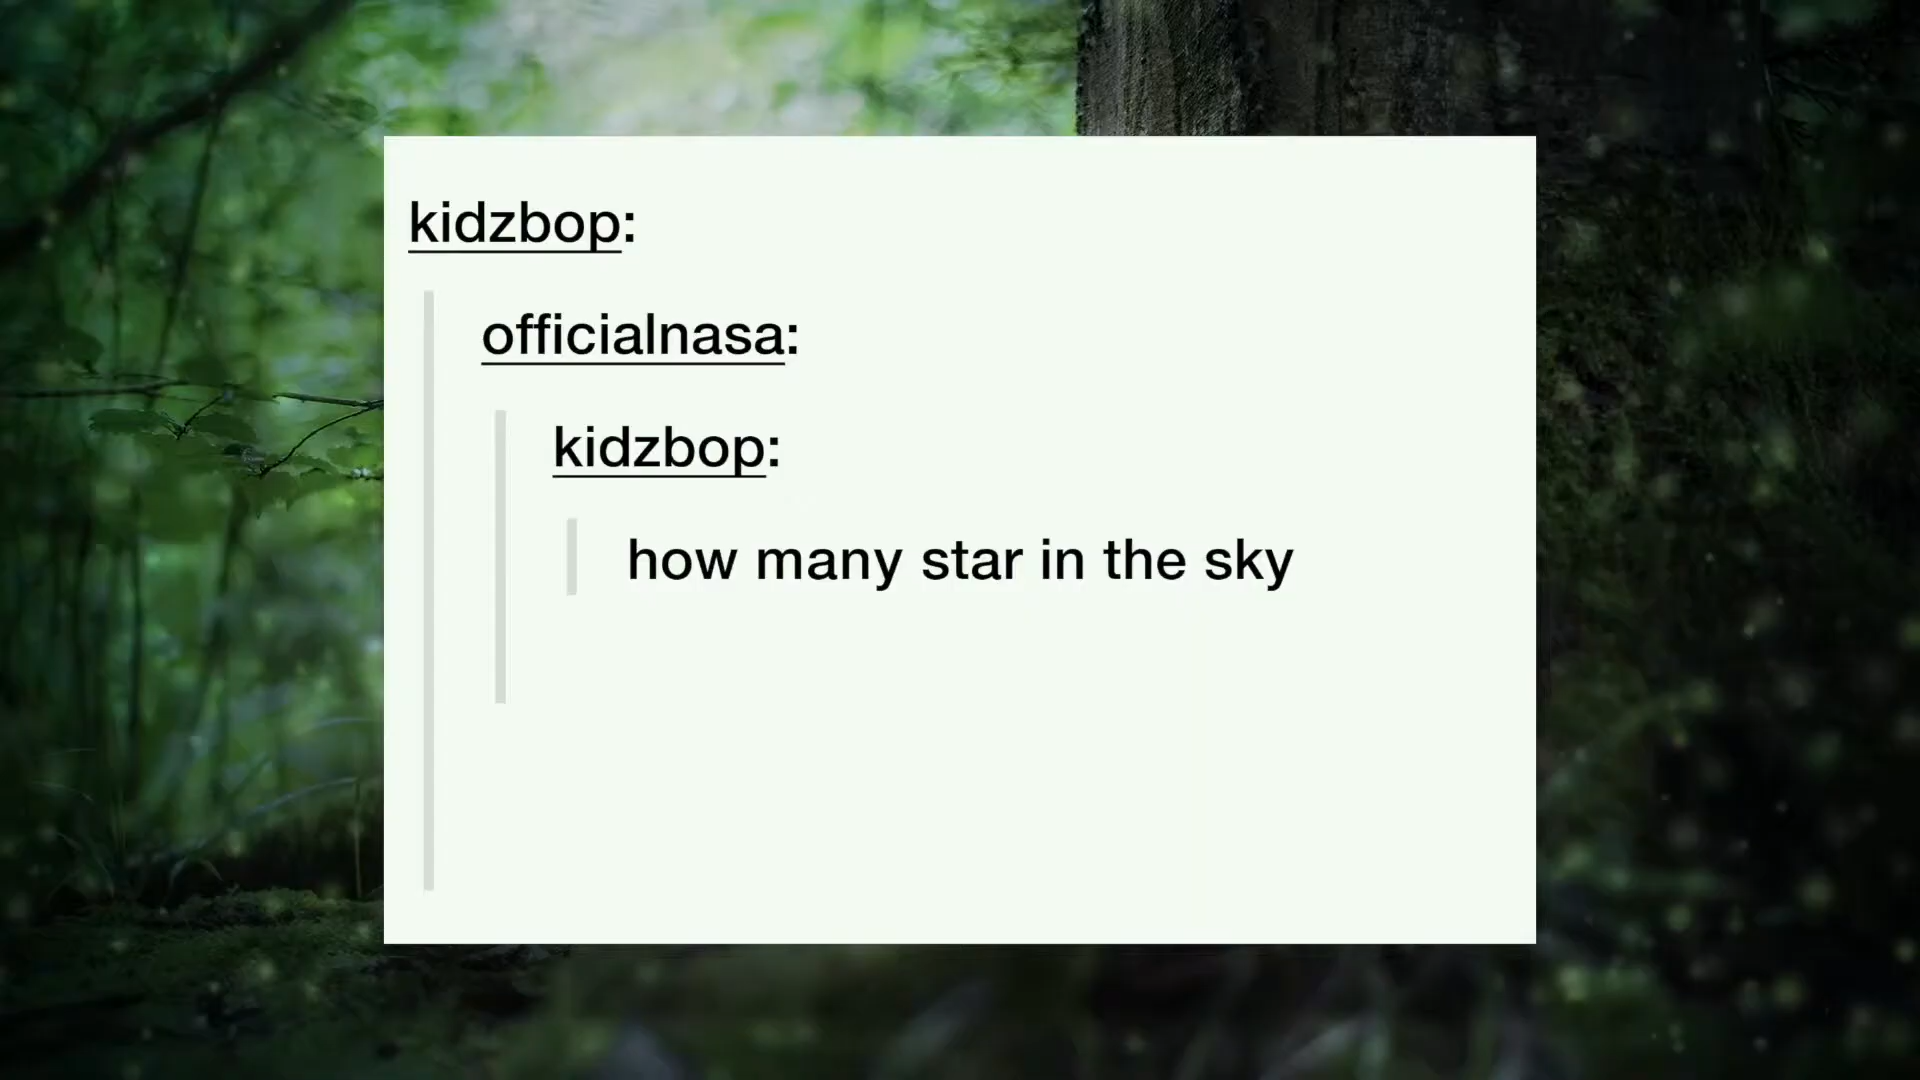 kidzbop:
officialnasa:
kidzbop:
how many star in the sky